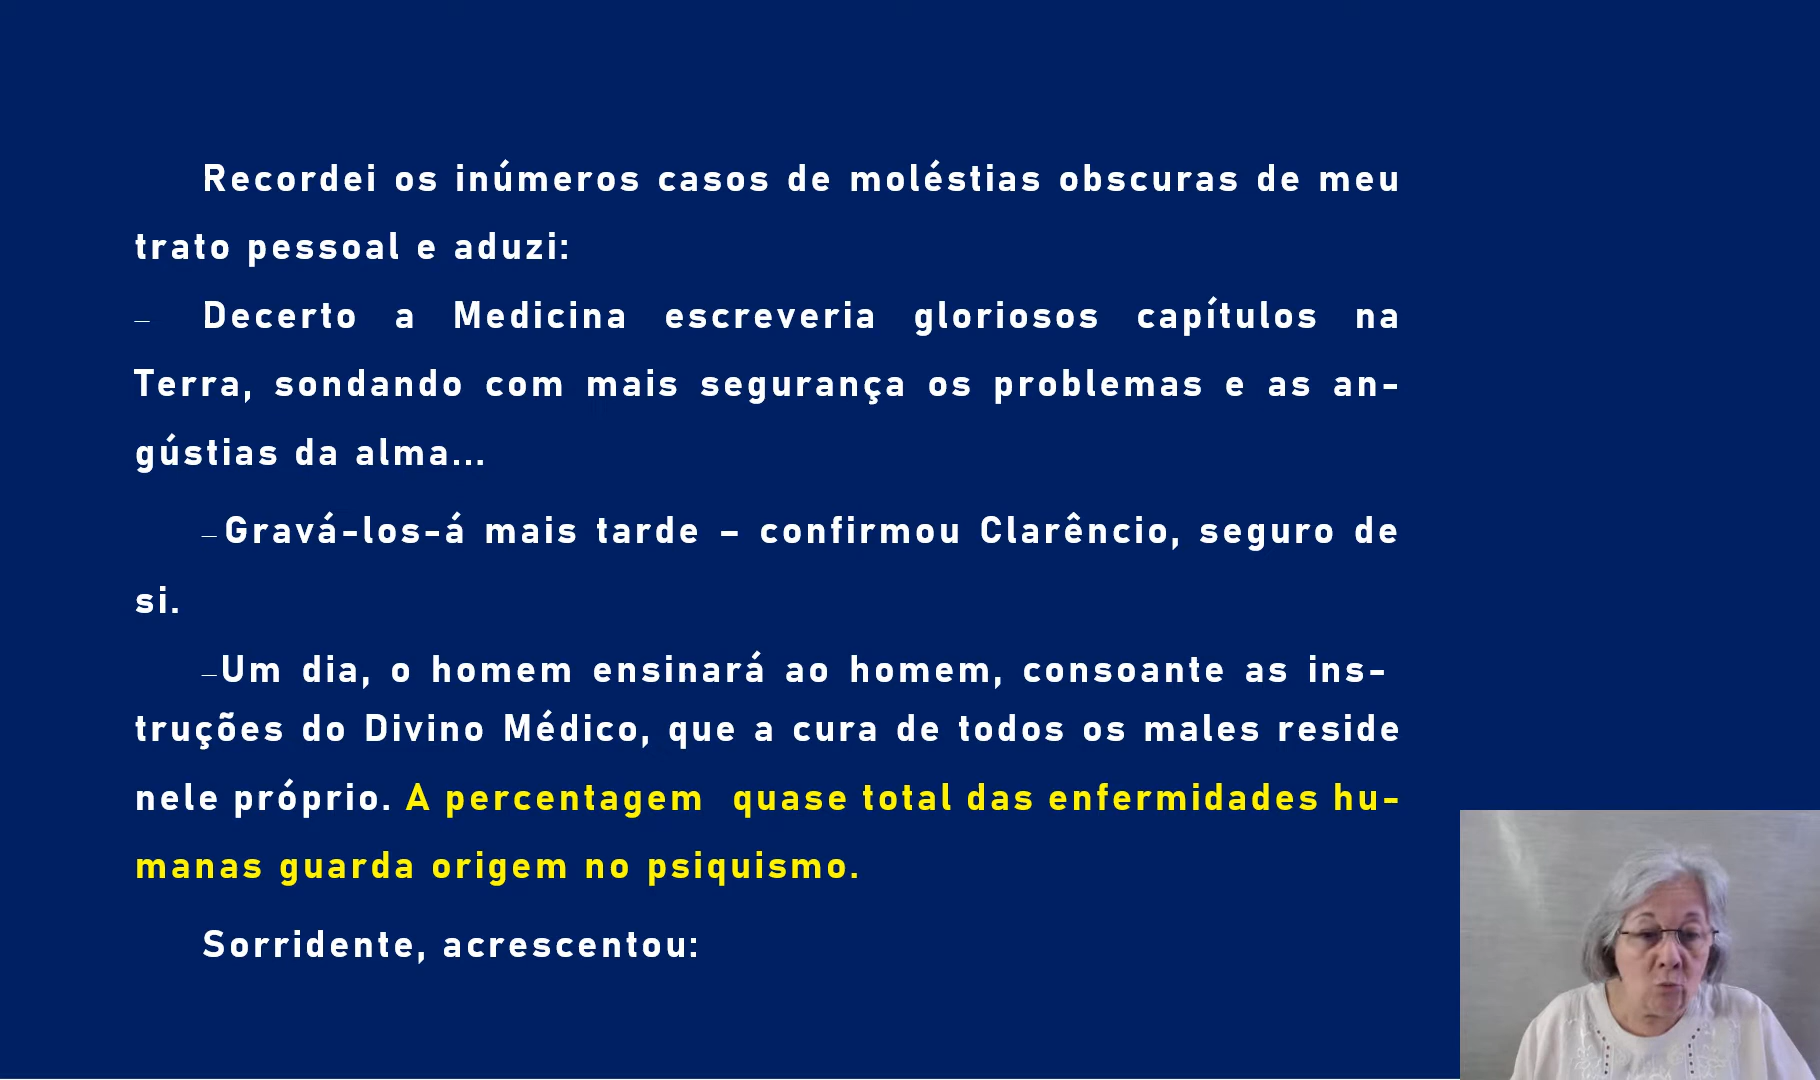 Recordei os inúmeros casos de moléstias obscuras de meu
trato pessoal e aduzi:
– Decerto a Medicina escreveria gloriosos capítulos na
Terra, sondando com mais segurança os problemas e as an-
gústias da alma...
–Gravá-los-á mais tarde – confirmou Clarêncio, seguro de
si.
–Um dia, o homem ensinará ao homem, consoante as ins-
truções do Divino Médico, que a cura de todos os males reside
nele próprio. A percentagem quase total das enfermidades hu-
manas guarda origem no psiquismo.
Sorridente, acrescentou: